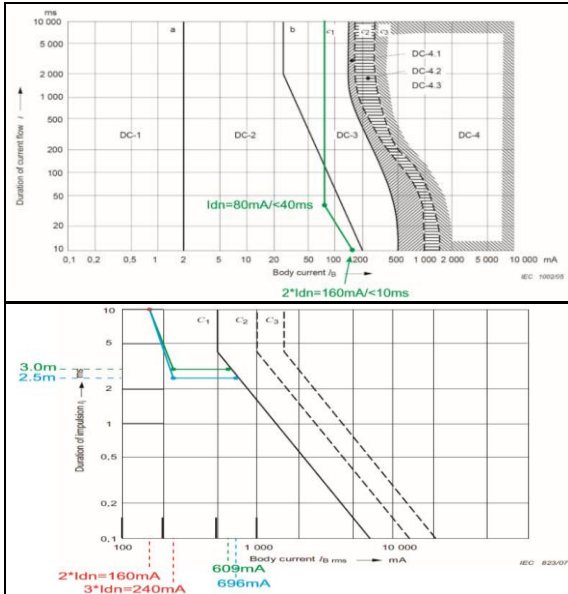 ms
10 000
a
b
c1
c2
c3
5 000
DC-4.1
DC-4.2
DC-4.3
2 000
1 000
500
DC-1
DC-2
DC-3
DC-4
200
100
50
Idn=80mA/<40ms
20
10
Duration of current flow t
0,1 0,2 0,5 1 2 5 10 20 50 100 200 500 1 000 2 000 5 000 10 000 mA
Body current IB
IEC 1002/05
2*Idn=160mA/<10ms
10
C1
C2
C3
5
3.0m
2.5m
ms
2
1
0,5
0,2
0,1
Duration of impulsion ti
100
1 000
10 000
Body current IB rms
mA
IEC 823/07
2*Idn=160mA
609mA
3*Idn=240mA
696mA